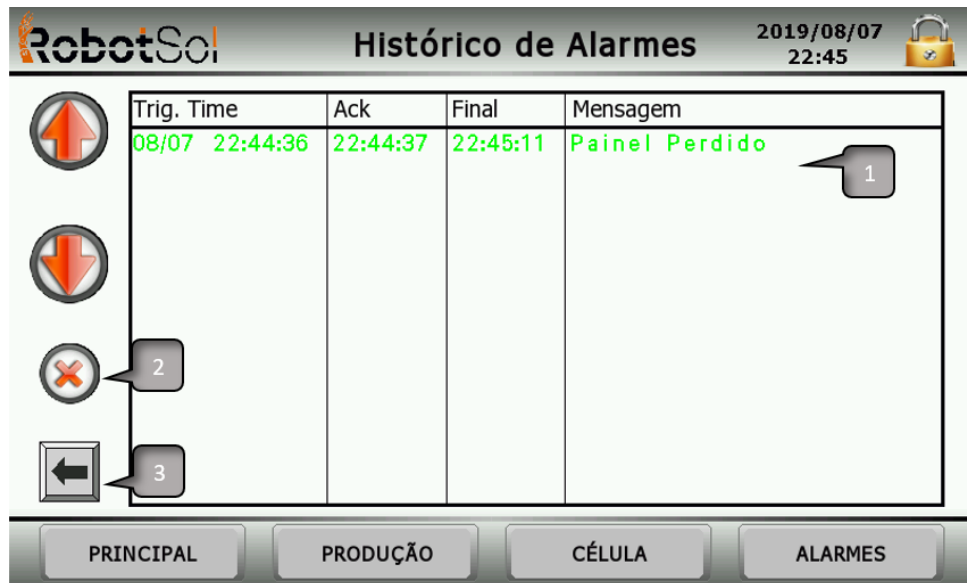 RobotSol
Histórico de Alarmes
2019/08/07
22:45
Trig. Time Ack Final Mensagem
08/07 22:44:36 22:44:37 22:45:11 Painel Perdido
1
2
3
PRINCIPAL PRODUÇÃO CÉLULA ALARMES